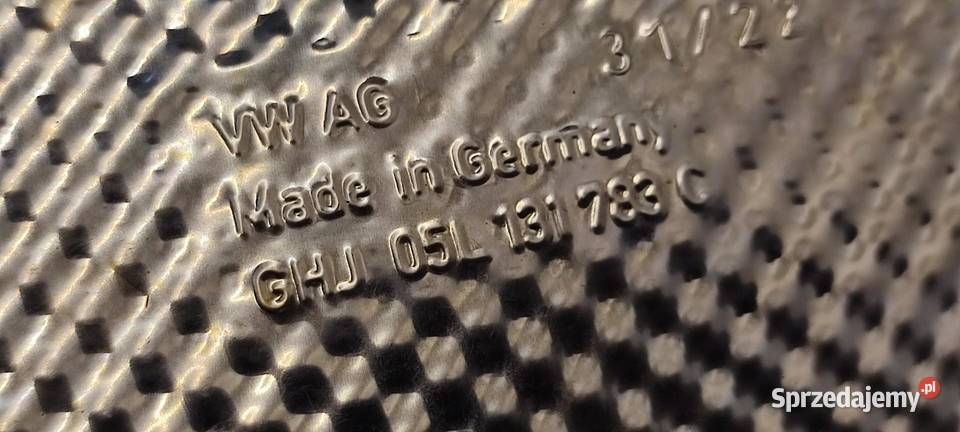 31/22
VW AG
Made in Germany
GHJ 05L 131 783 C
Sprzedajemy.pl